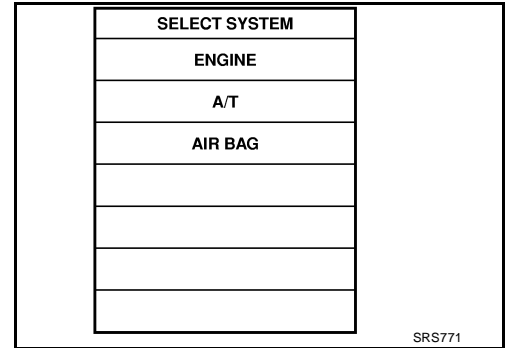 SELECT SYSTEM
ENGINE
A/T
AIR BAG
SRS771